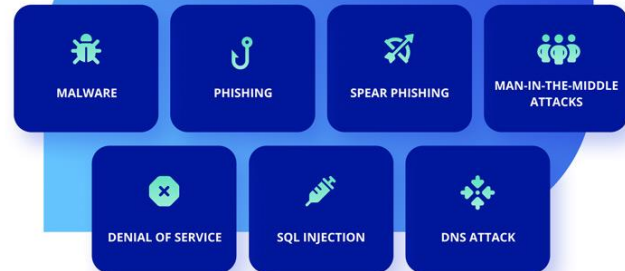 MALWARE
PHISHING
SPEAR PHISHING
MAN-IN-THE-MIDDLE
ATTACKS
DENIAL OF SERVICE
SQL INJECTION
DNS ATTACK